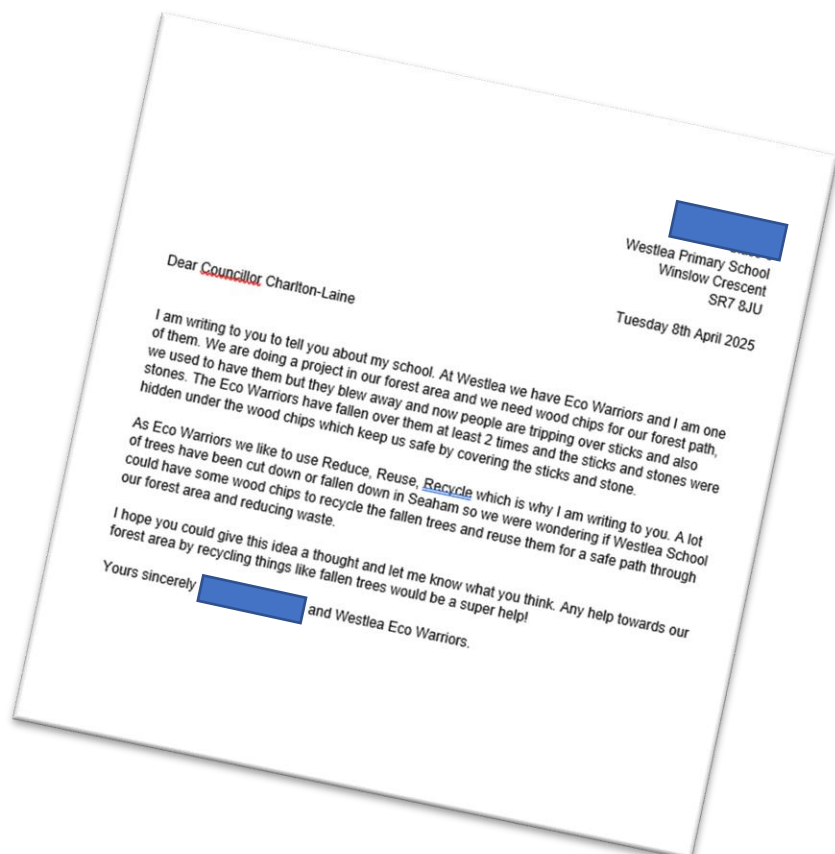 Westlea Primary School
Winslow Crescent
SR7 8JU
Tuesday 8th April 2025
Dear Councillor Charlton-Laine
I am writing to you to tell you about my school. At Westlea we have Eco Warriors and I am one
of them. We are doing a project in our forest area and we need wood chips for our forest path,
we used to have them but they blew away and now people are tripping over sticks and also
stones. The Eco Warriors have fallen over them at least 2 times and the sticks and stones were
hidden under the wood chips which keep us safe by covering the sticks and stone.
As Eco Warriors we like to use Reduce, Reuse, Recycle which is why I am writing to you. A lot
of trees have been cut down or fallen down in Seaham so we were wondering if Westlea School
could have some wood chips to recycle the fallen trees and reuse them for a safe path through
our forest area and reducing waste.
I hope you could give this idea a thought and let me know what you think. Any help towards our
forest area by recycling things like fallen trees would be a super help!
Yours sincerely and Westlea Eco Warriors.